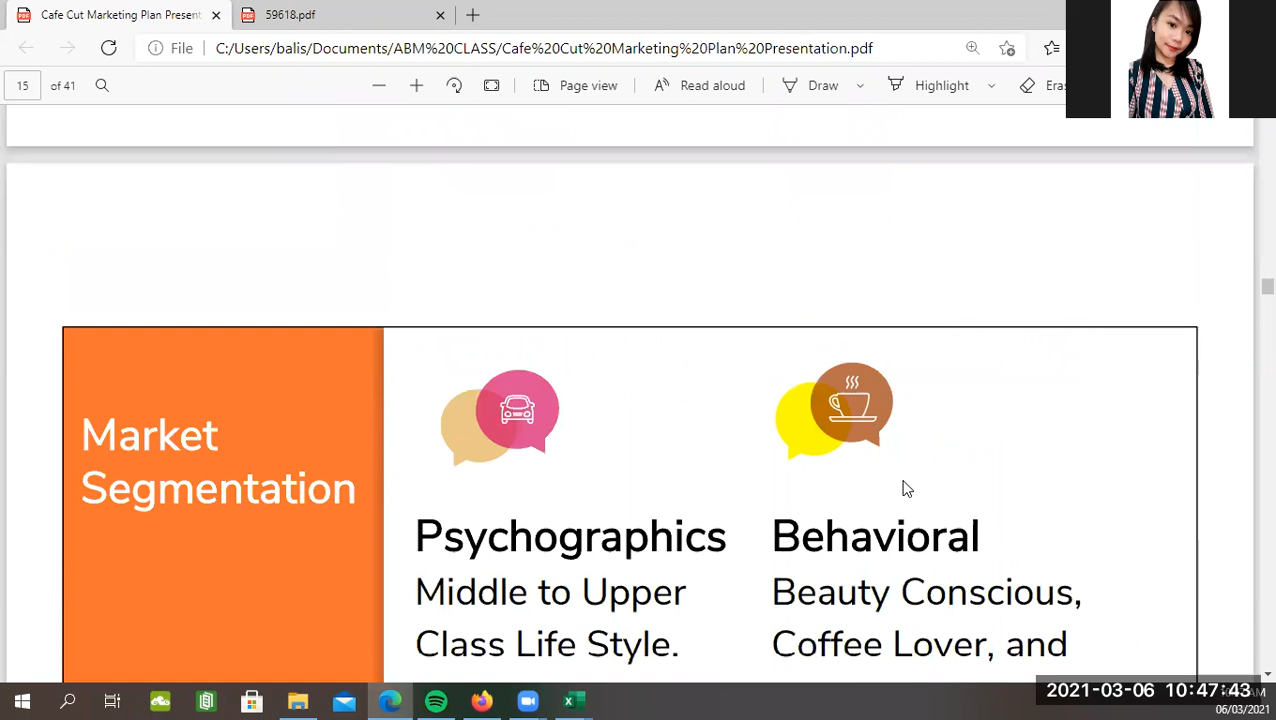 Cafe Cut Marketing Plan Present
59618.pdf
File
C:/Users/balis/Documents/ABM%20CLASS/Cafe%20Cut%20Marketing%20Plan%20Presentation.pdf
15 of 41
Page view
Read aloud
Draw
Highlight
Eras
Market
Segmentation
Psychographics
Middle to Upper
Class Life Style.
Behavioral
Beauty Conscious,
Coffee Lover, and
2021-03-06 10:47:43
06/03/2021